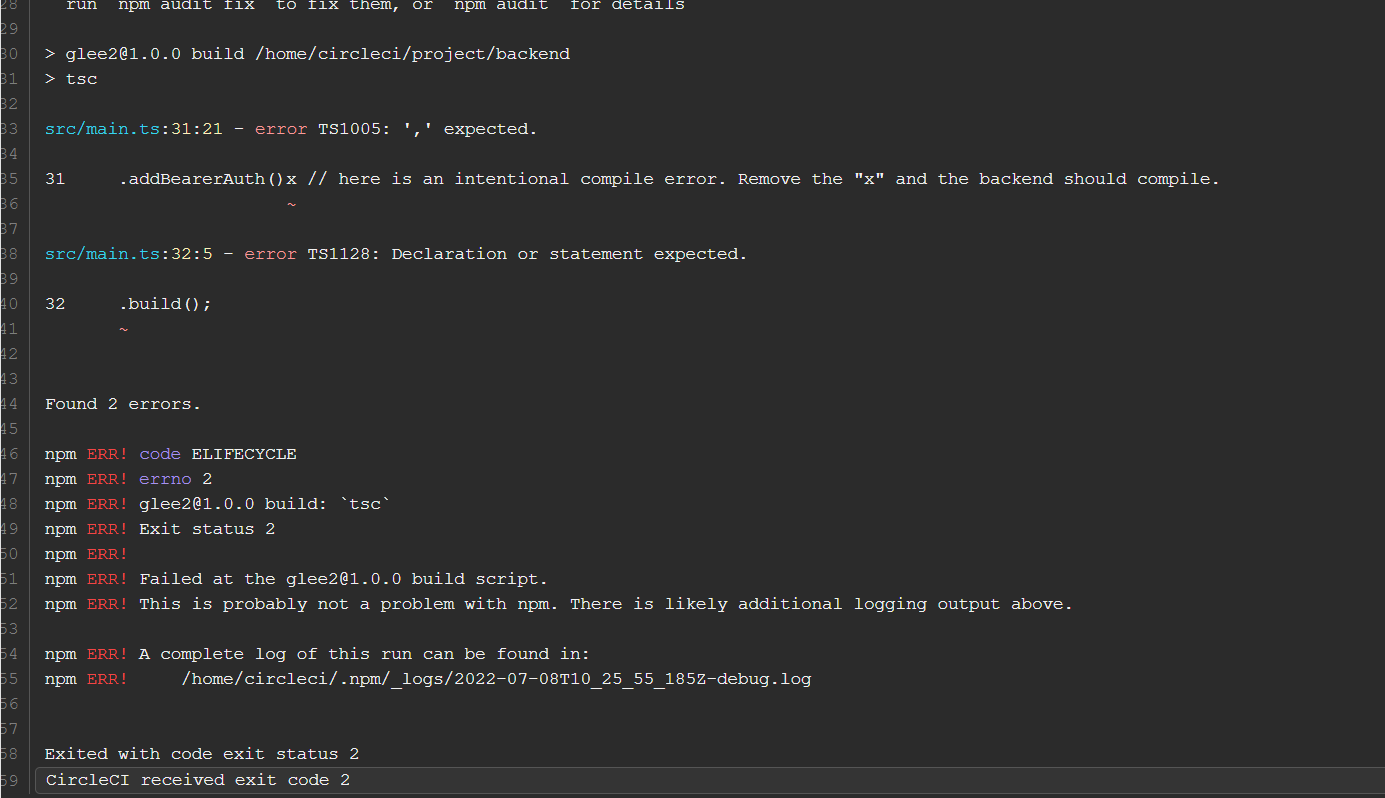 28 run `npm audit fix` to fix them, or `npm audit` for details
29
30 > glee2@1.0.0 build /home/circleci/project/backend
31 > tsc
32
33 src/main.ts:31:21 - error TS1005: ',' expected.
34
35 31     .addBearerAuth()x // here is an intentional compile error. Remove the "x" and the backend should compile.
36                        ~
37
38 src/main.ts:32:5 - error TS1128: Declaration or statement expected.
39
40 32     .build();
41        ~
42
43
44 Found 2 errors.
45
46 npm ERR! code ELIFECYCLE
47 npm ERR! errno 2
48 npm ERR! glee2@1.0.0 build: `tsc`
49 npm ERR! Exit status 2
50 npm ERR!
51 npm ERR! Failed at the glee2@1.0.0 build script.
52 npm ERR! This is probably not a problem with npm. There is likely additional logging output above.
53
54 npm ERR! A complete log of this run can be found in:
55 npm ERR!     /home/circleci/.npm/_logs/2022-07-08T10_25_55_185Z-debug.log
56
57
58 Exited with code exit status 2
59 CircleCI received exit code 2